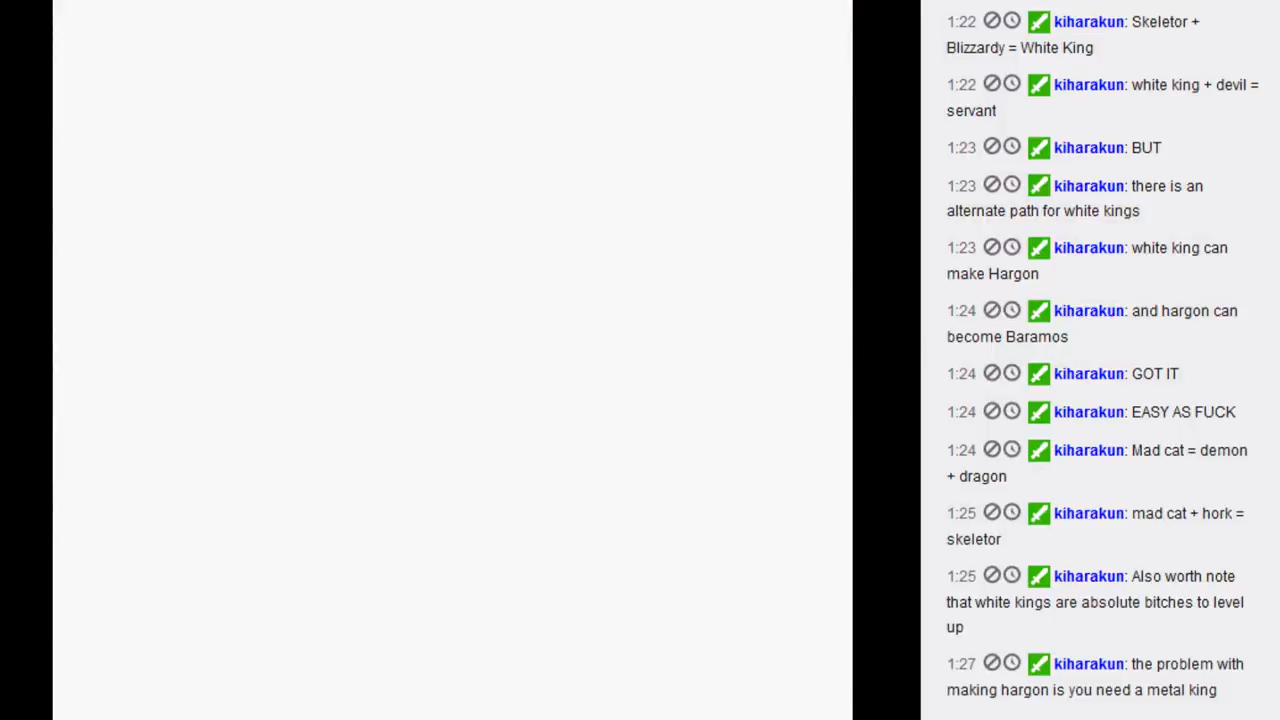 1:22 kiharakun: Skeletor +
Blizzardy = White King
1:22 kiharakun: white king + devil =
servant
1:23 kiharakun: BUT
1:23 kiharakun: there is an
alternate path for white kings
1:23 kiharakun: white king can
make Hargon
1:24 kiharakun: and hargon can
become Baramos
1:24 kiharakun: GOT IT
1:24 kiharakun: EASY AS FUCK
1:24 kiharakun: Mad cat = demon
+ dragon
1:25 kiharakun: mad cat + hork =
skeletor
1:25 kiharakun: Also worth note
that white kings are absolute bitches to level
up
1:27 kiharakun: the problem with
making hargon is you need a metal king